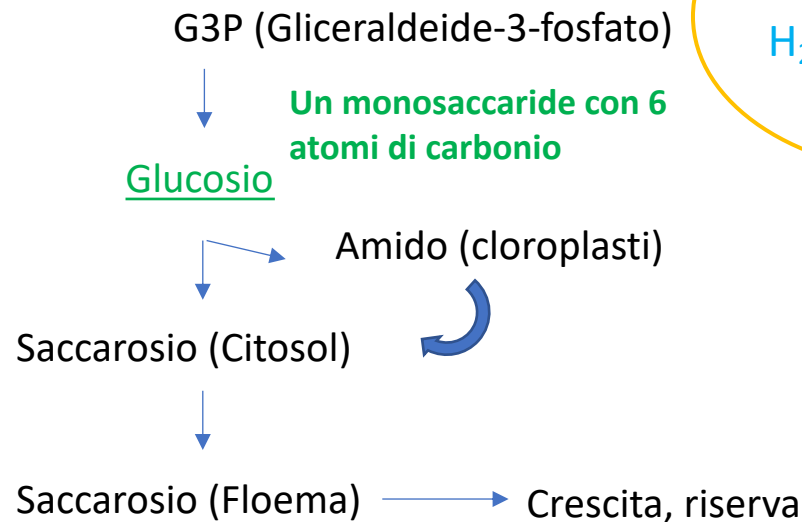 G3P (Gliceraldeide-3-fosfato)
H₂
Un monosaccaride con 6
atomi di carbonio
Glucosio
Amido (cloroplasti)
Saccarosio (Citosol)
Saccarosio (Floema)
Crescita, riserva